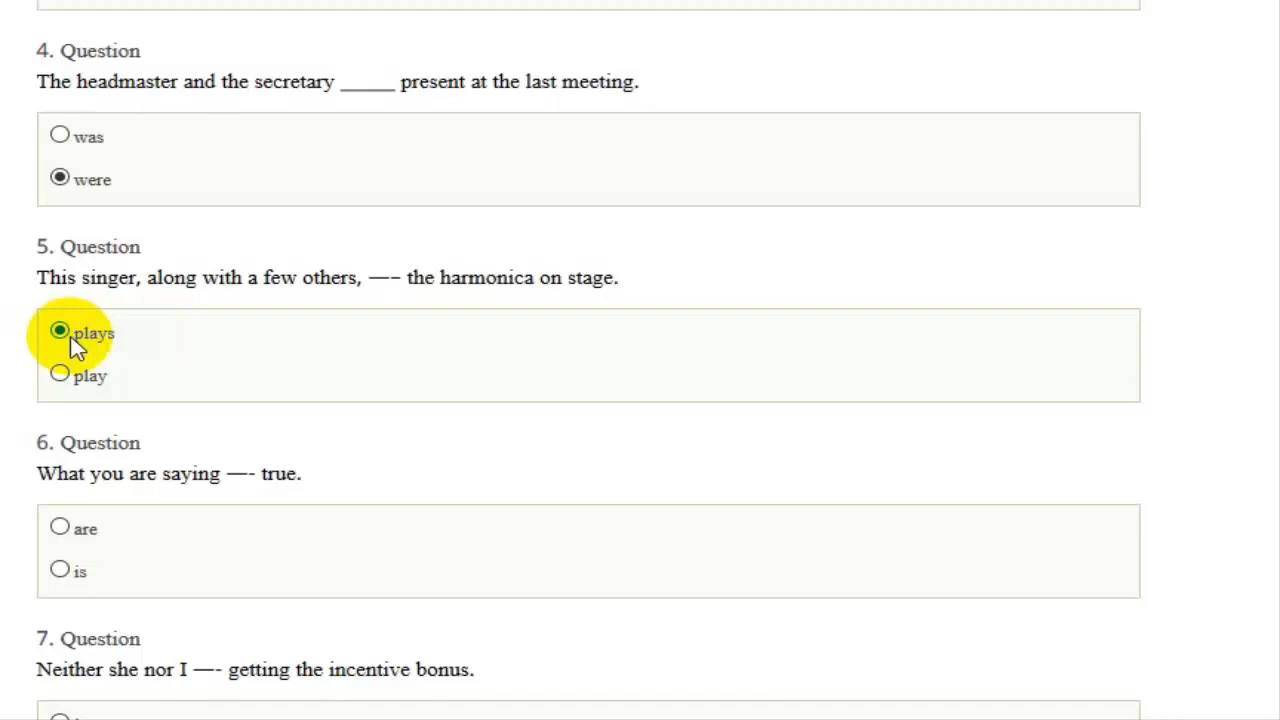 4. Question
The headmaster and the secretary _____ present at the last meeting.
was
were
5. Question
This singer, along with a few others, —-– the harmonica on stage.
plays
play
6. Question
What you are saying —-- true.
are
is
7. Question
Neither she nor I —-- getting the incentive bonus.